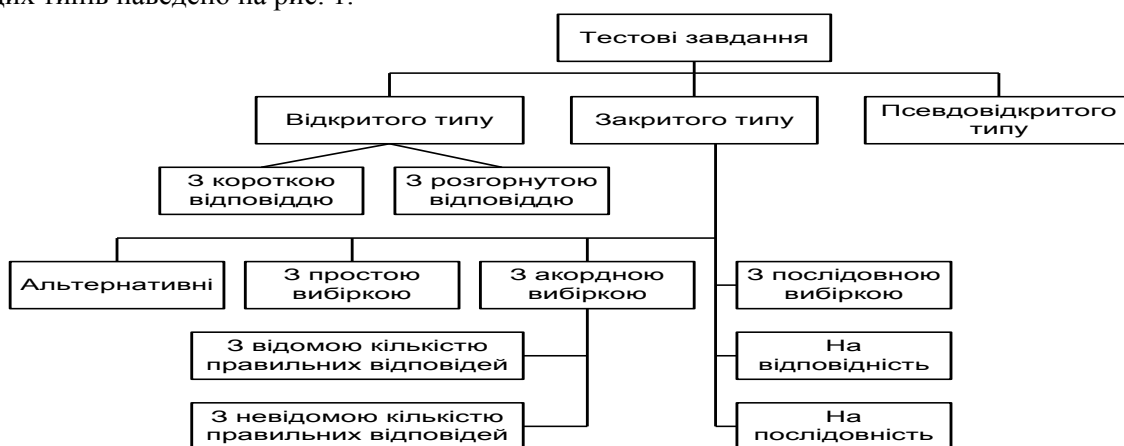 цих типів наведено на рис. 1.
Тестові завдання
Відкритого типу
Закритого типу
Псевдовідкритого
типу
З короткою
відповіддю
З розгорнутою
відповіддю
Альтернативні
З простою
вибіркою
З акордною
вибіркою
З послідовною
вибіркою
З відомою кількістю
правильних відповідей
На
відповідність
З невідомою кількістю
правильних відповідей
На
послідовність